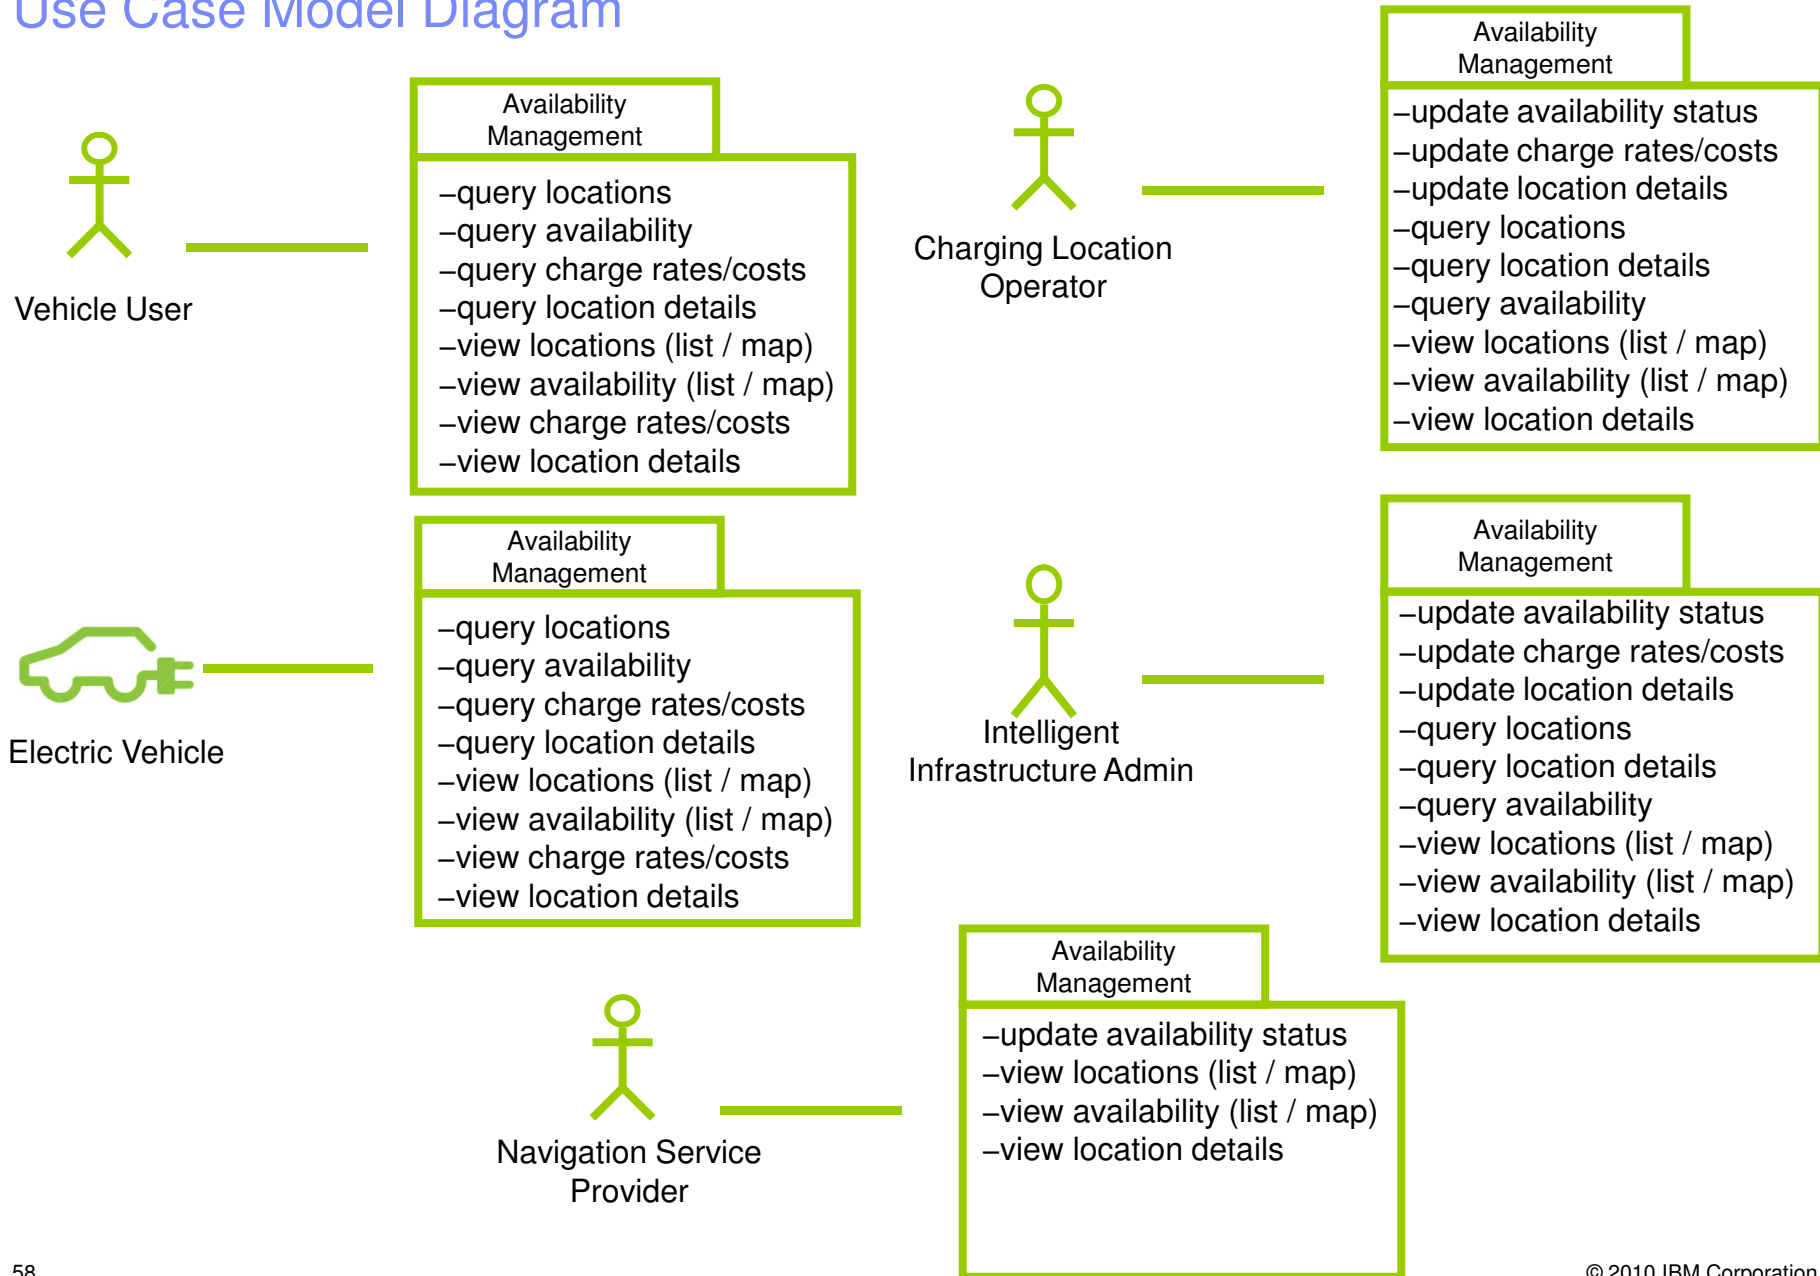 Use Case Model Diagram
Availability
Management
–query locations
–query availability
–query charge rates/costs
–query location details
–view locations (list / map)
–view availability (list / map)
–view charge rates/costs
–view location details
Vehicle User
Availability
Management
–update availability status
–update charge rates/costs
–update location details
–query locations
–query location details
–query availability
–view locations (list / map)
–view availability (list / map)
–view location details
Charging Location
Operator
Availability
Management
–query locations
–query availability
–query charge rates/costs
–query location details
–view locations (list / map)
–view availability (list / map)
–view charge rates/costs
–view location details
Electric Vehicle
Availability
Management
–update availability status
–update charge rates/costs
–update location details
–query locations
–query location details
–query availability
–view locations (list / map)
–view availability (list / map)
–view location details
Intelligent
Infrastructure Admin
Availability
Management
–update availability status
–view locations (list / map)
–view availability (list / map)
–view location details
Navigation Service
Provider
58
© 2010 IBM Corporation